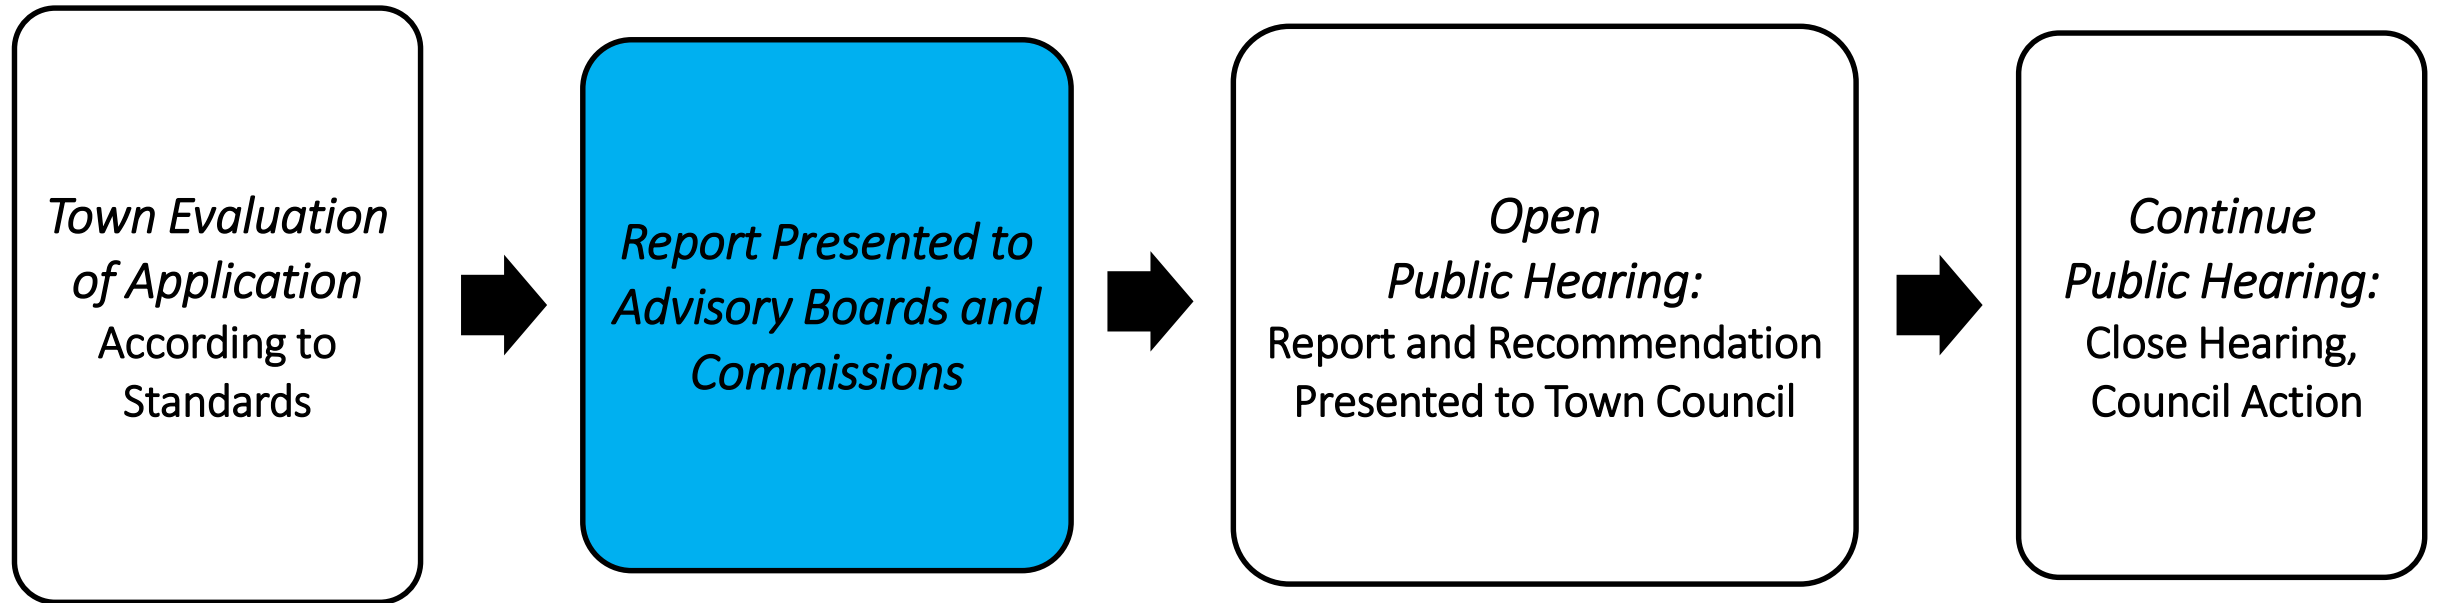 Town Evaluation
of Application
According to
Standards
Report Presented to
Advisory Boards and
Commissions
Open
Public Hearing:
Report and Recommendation
Presented to Town Council
Continue
Public Hearing:
Close Hearing,
Council Action